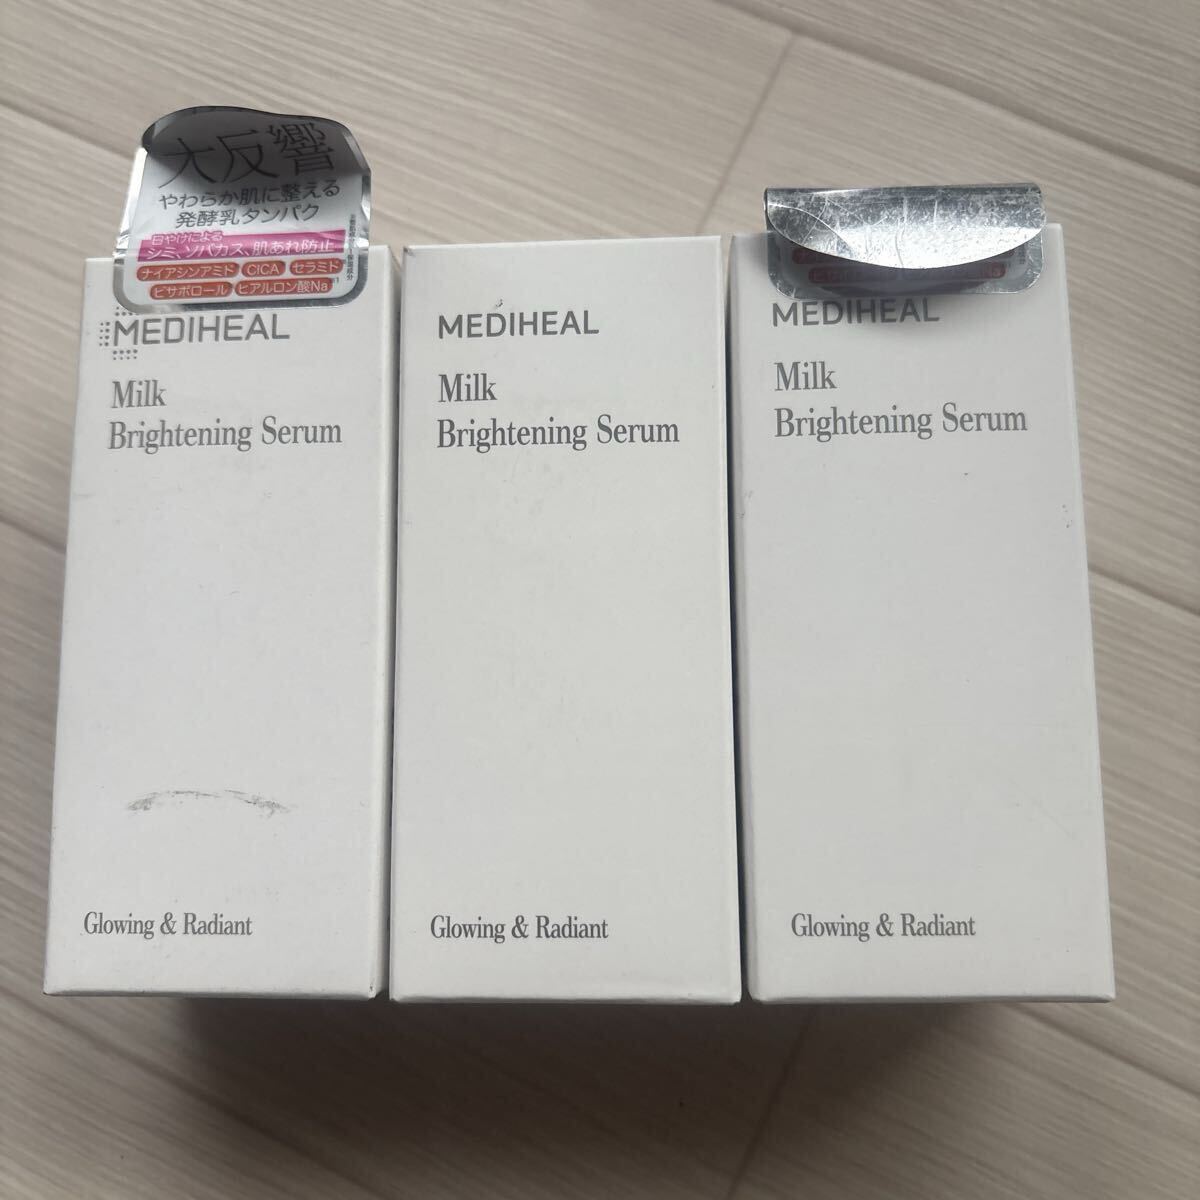 大反響
やわらか肌に整える
発酵乳タンパク
日やけによる
シミ、ソバカス、肌あれ防止
ナイアシンアミド CICA セラミド
ビサボロール ヒアルロン酸Na
MEDIHEAL
Milk
Brightening Serum
Glowing & Radiant
MEDIHEAL
Milk
Brightening Serum
Glowing & Radiant
MEDIHEAL
Milk
Brightening Serum
Glowing & Radiant